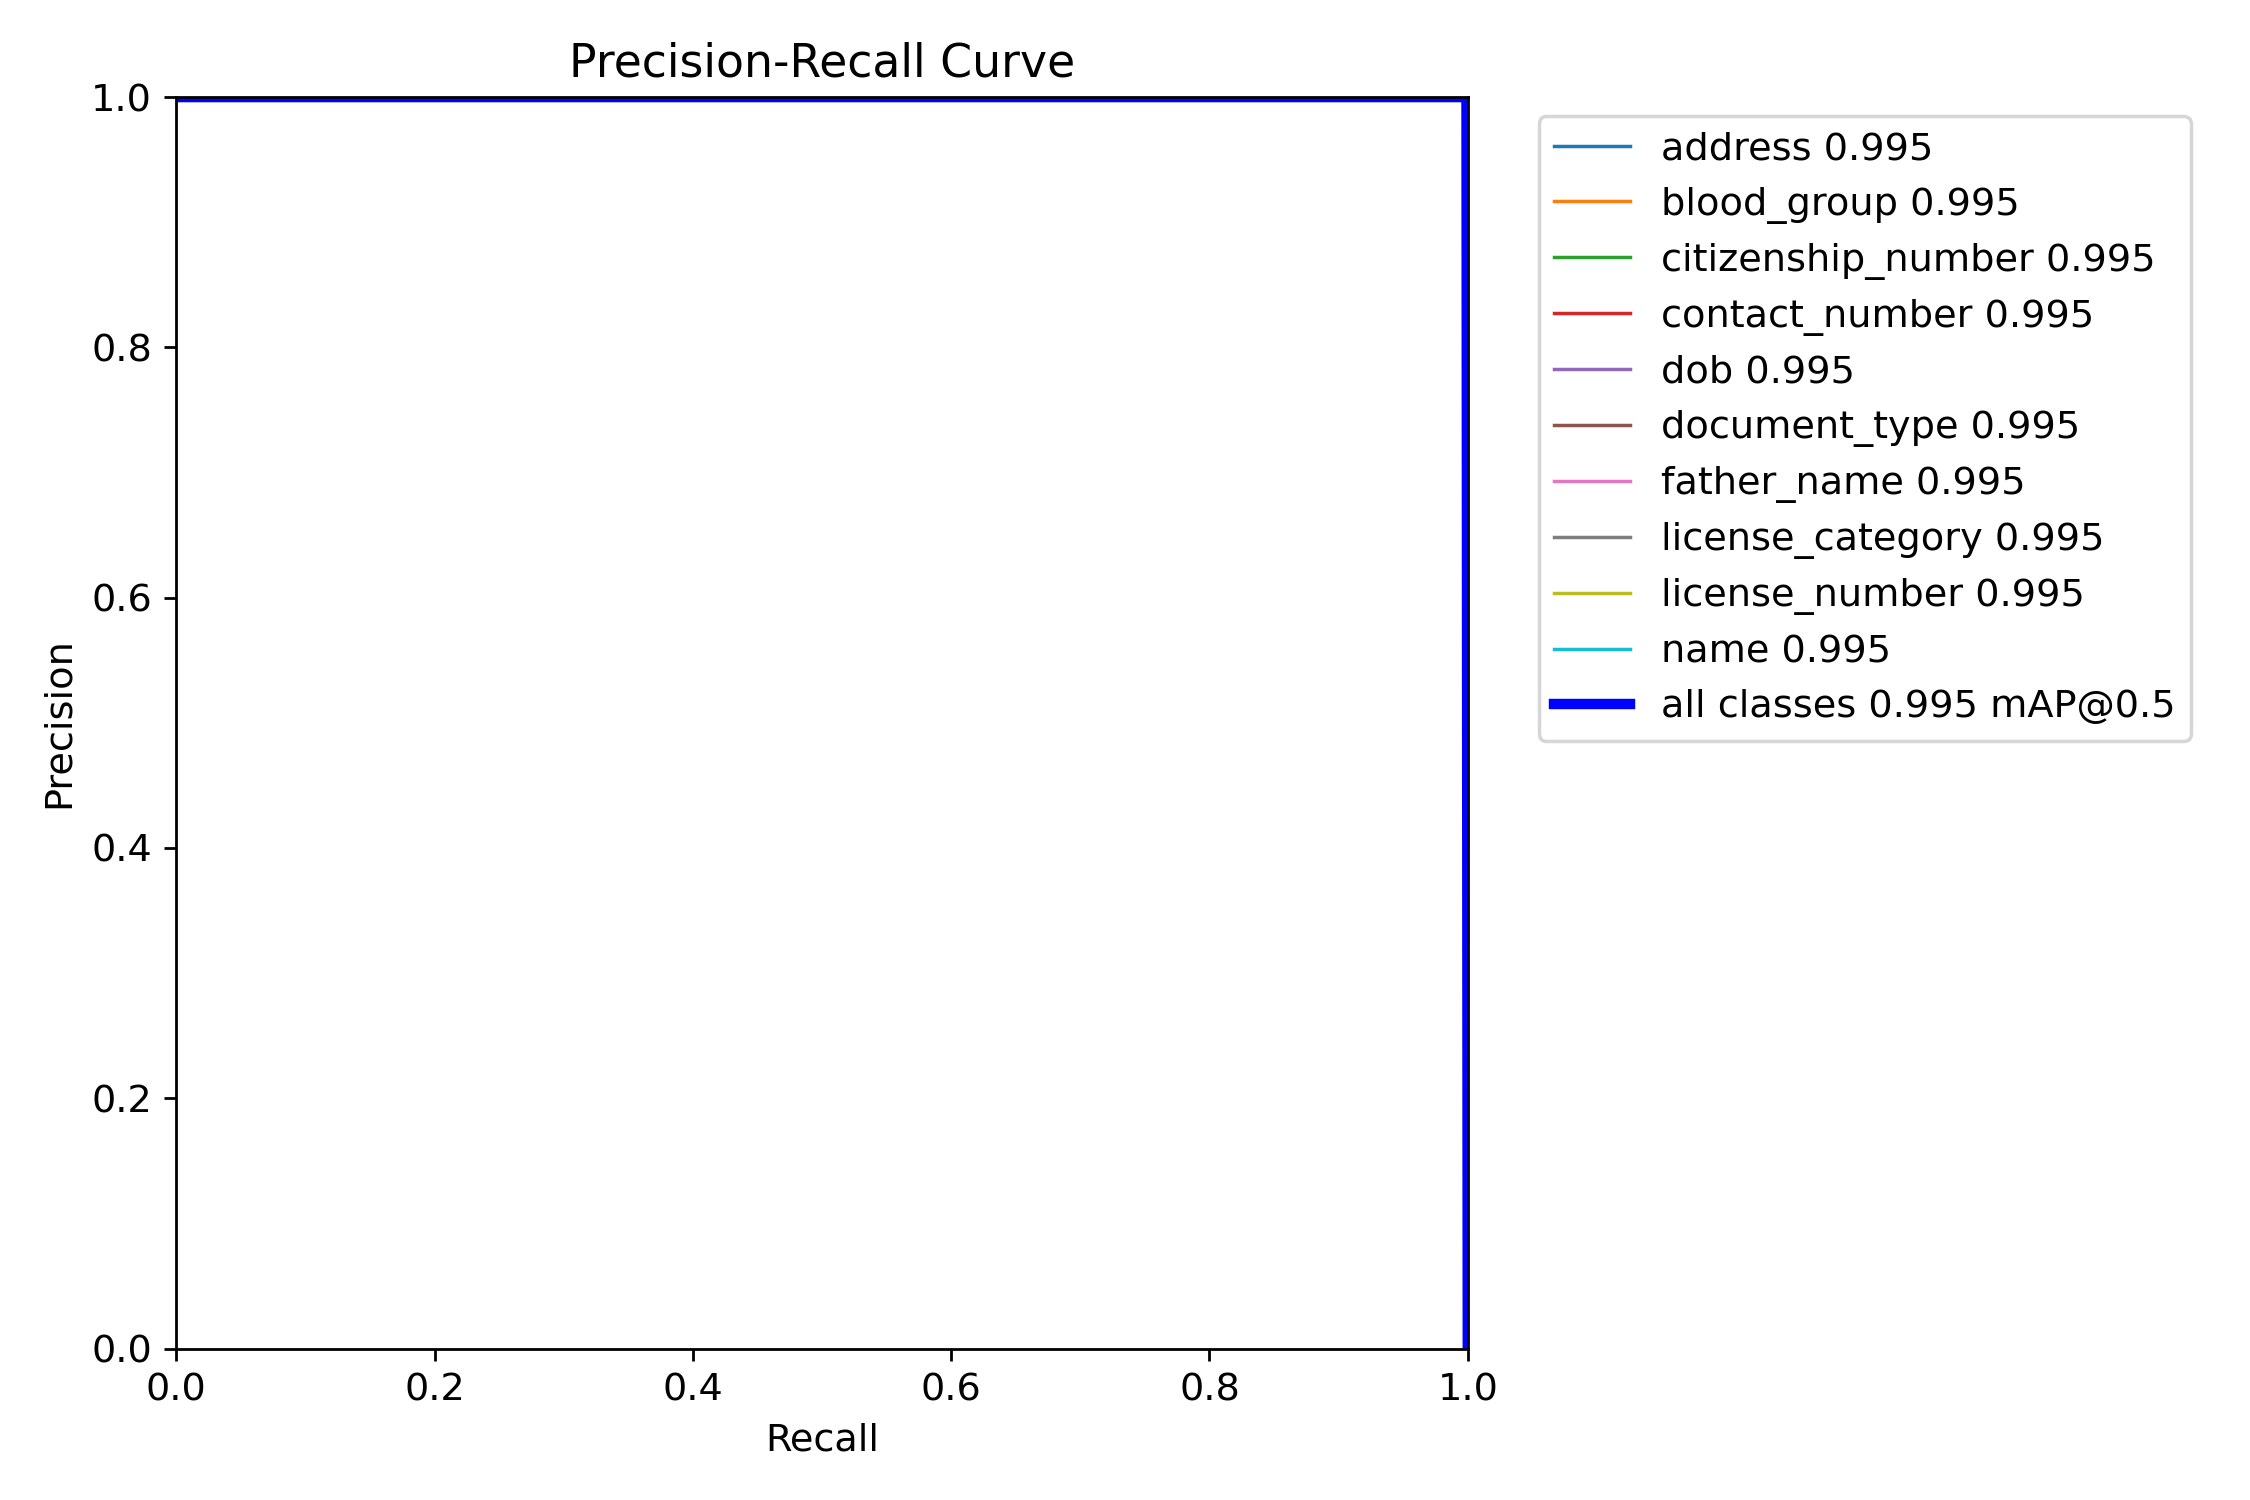 Precision-Recall Curve
1.0
0.8
0.6
0.4
0.2
0.0
Precision
0.0 0.2 0.4 0.6 0.8 1.0
Recall
address 0.995
blood_group 0.995
citizenship_number 0.995
contact_number 0.995
dob 0.995
document_type 0.995
father_name 0.995
license_category 0.995
license_number 0.995
name 0.995
all classes 0.995 mAP@0.5